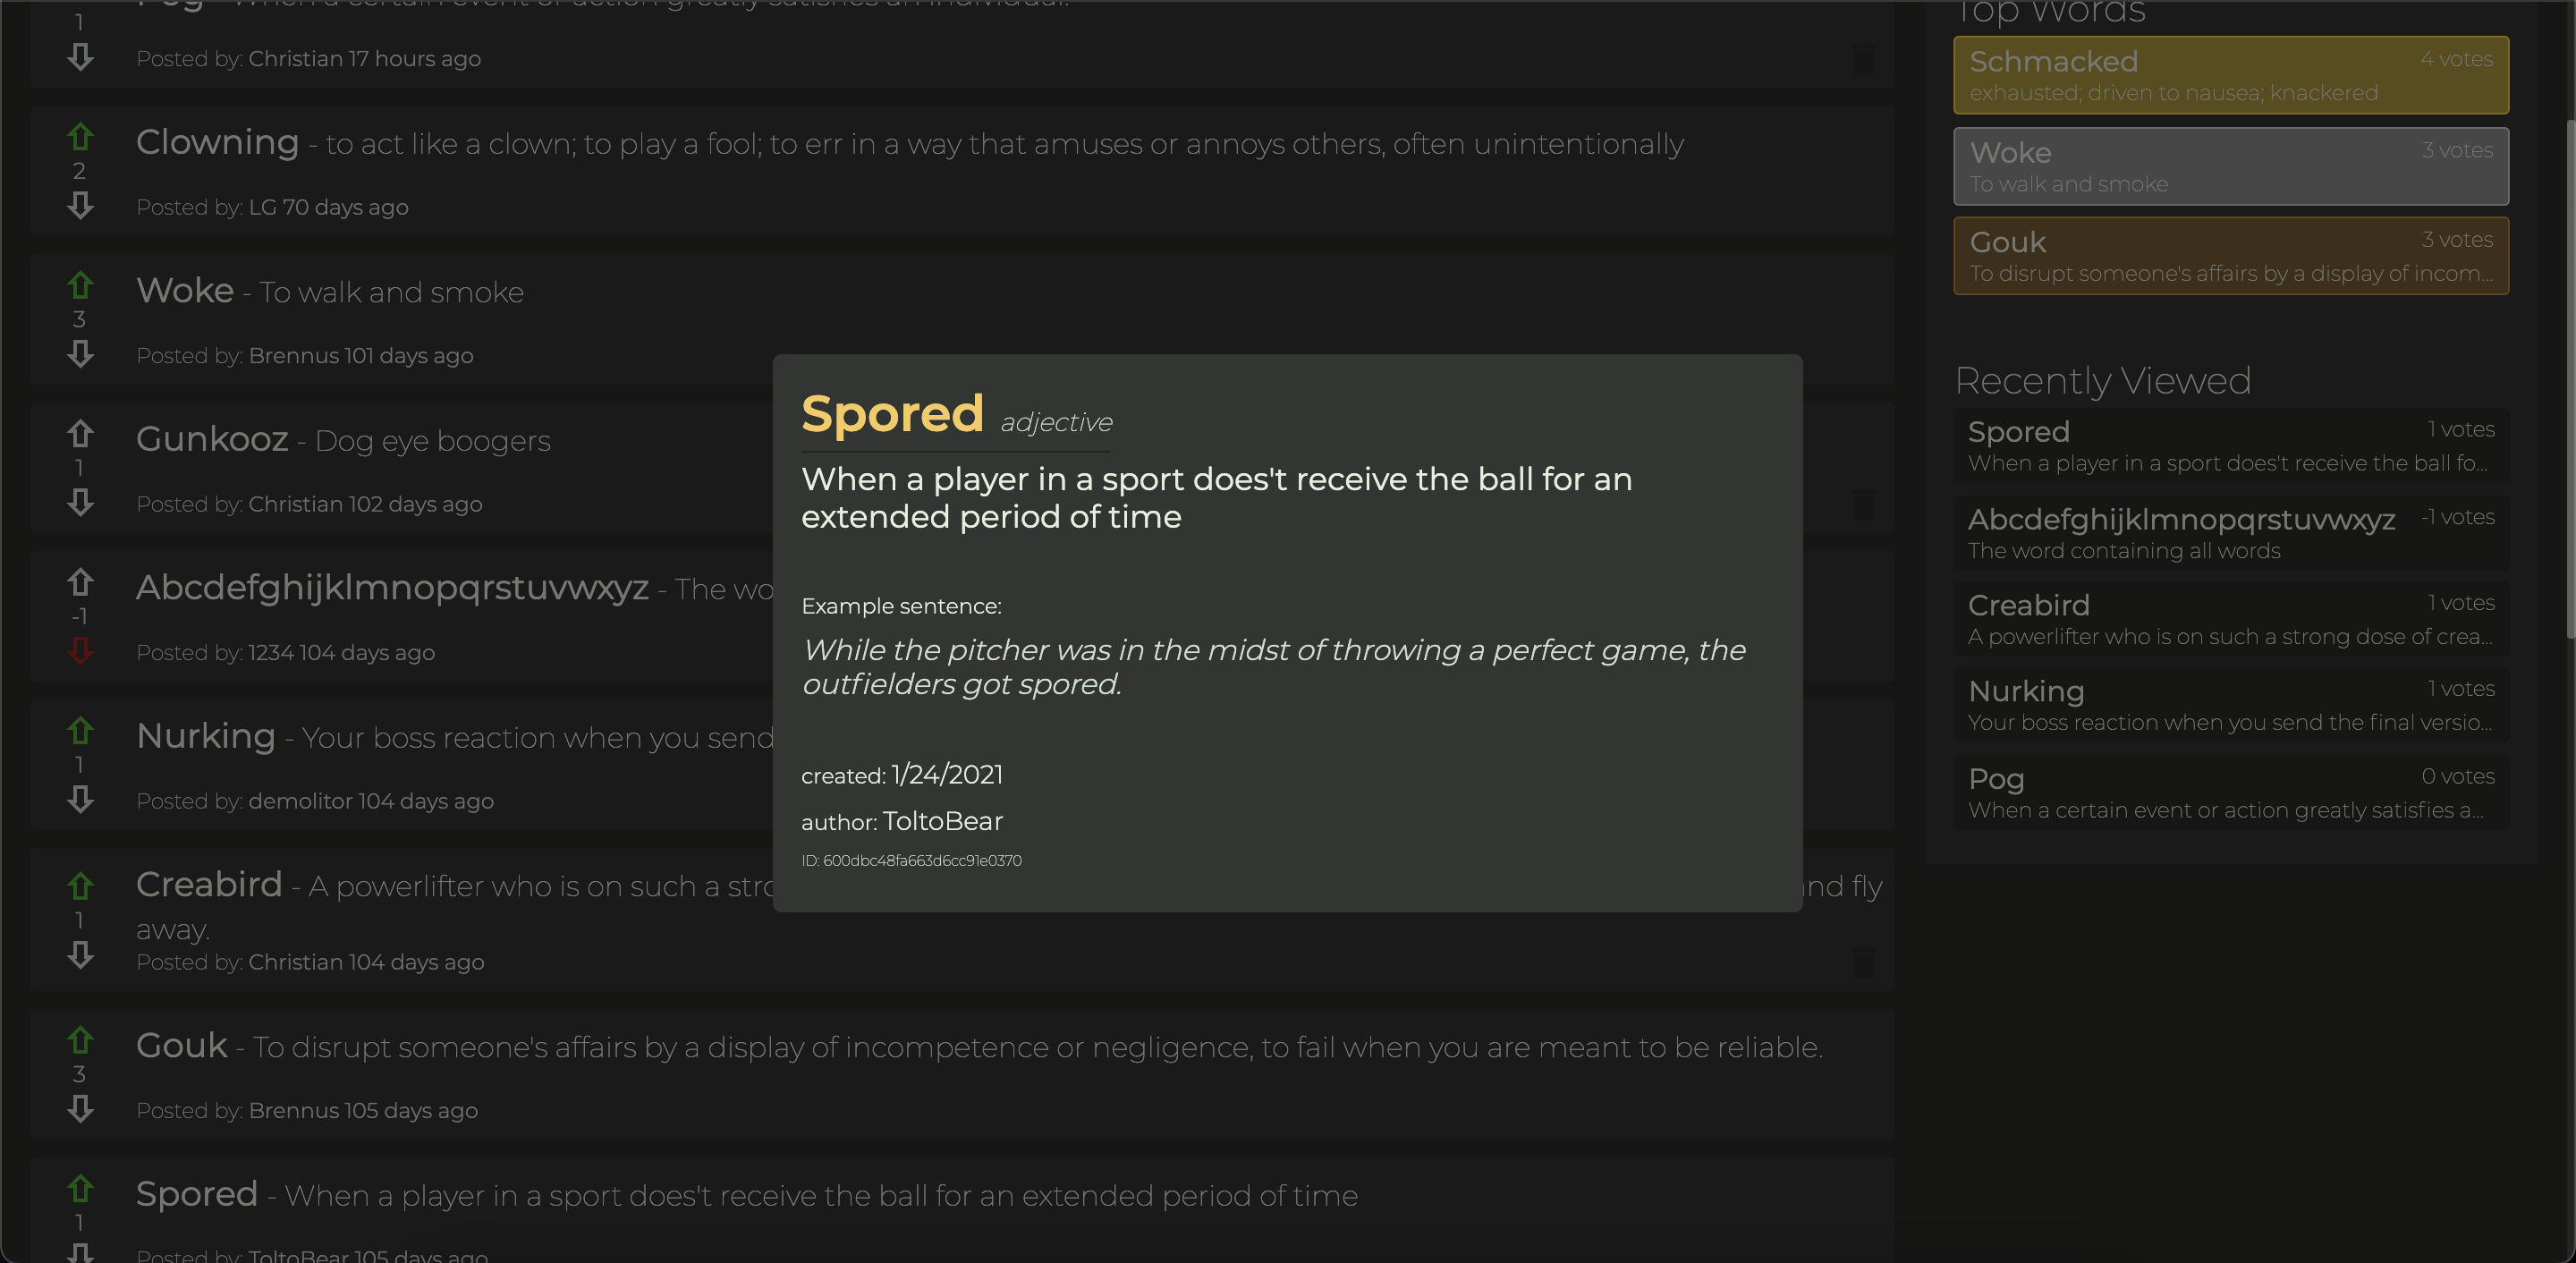 Pog - When a certain event or action greatly satisfies an individual.
1
Posted by: Christian 17 hours ago
Clowning - to act like a clown; to play a fool; to err in a way that amuses or annoys others, often unintentionally
2
Posted by: LG 70 days ago
Woke - To walk and smoke
3
Posted by: Brennus 101 days ago
Gunkooz - Dog eye boogers
1
Posted by: Christian 102 days ago
Abcdefghijklmnopqrstuvwxyz - The wo
-1
Posted by: 1234 104 days ago
Nurking - Your boss reaction when you send
1
Posted by: demolitor 104 days ago
Creabird - A powerlifter who is on such a stro
and fly
away.
1
Posted by: Christian 104 days ago
Gouk - To disrupt someone's affairs by a display of incompetence or negligence, to fail when you are meant to be reliable.
3
Posted by: Brennus 105 days ago
Spored - When a player in a sport does't receive the ball for an extended period of time
1
Posted by: ToltoBear 105 days ago
Spored adjective
When a player in a sport does't receive the ball for an
extended period of time
Example sentence:
While the pitcher was in the midst of throwing a perfect game, the
outfielders got spored.
created: 1/24/2021
author: ToltoBear
ID: 600dbc48fa663d6cc91e0370
Top Words
Schmacked 4 votes
exhausted; driven to nausea; knackered
Woke 3 votes
To walk and smoke
Gouk 3 votes
To disrupt someone's affairs by a display of incom...
Recently Viewed
Spored 1 votes
When a player in a sport does't receive the ball fo...
Abcdefghijklmnopqrstuvwxyz -1 votes
The word containing all words
Creabird 1 votes
A powerlifter who is on such a strong dose of crea...
Nurking 1 votes
Your boss reaction when you send the final versio...
Pog 0 votes
When a certain event or action greatly satisfies a...